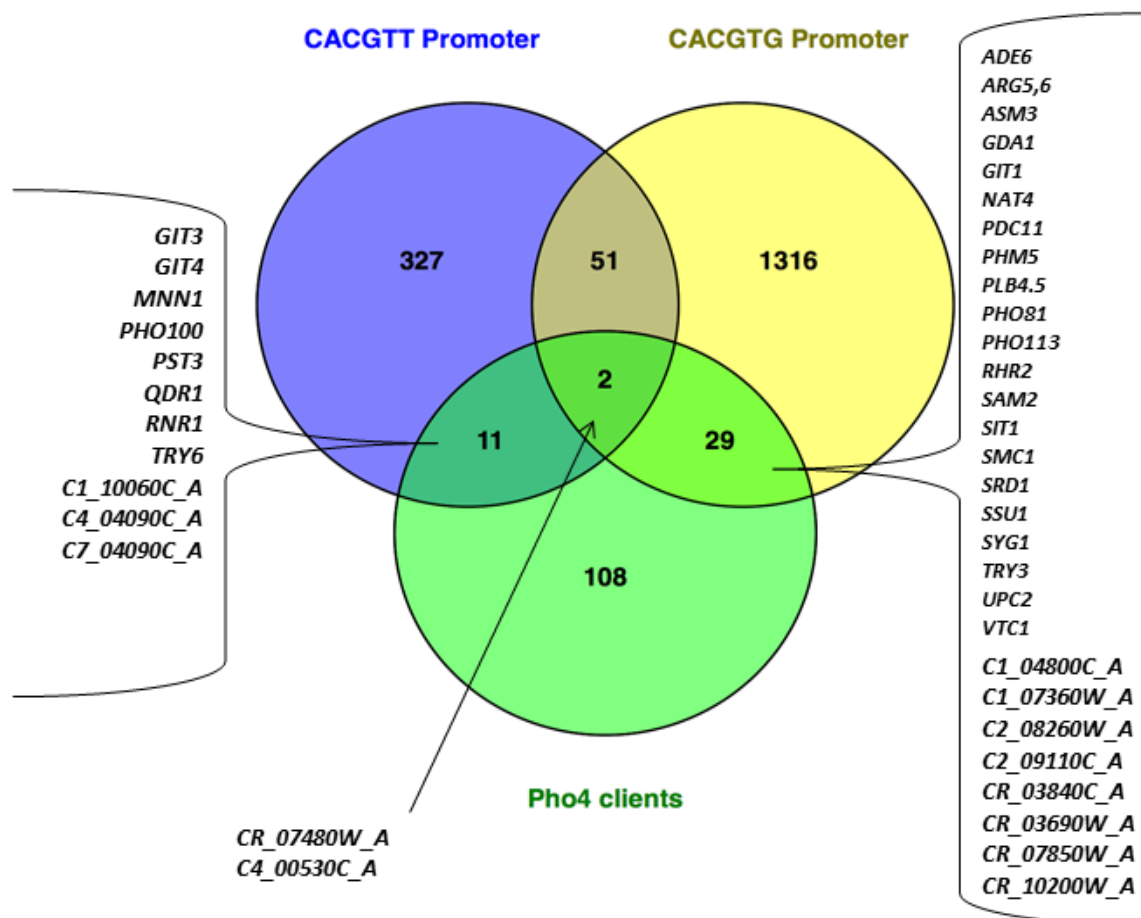 CACGTT Promoter
CACGTG Promoter
327
51
1316
2
11
29
108
Pho4 clients
GIT3
GIT4
MNN1
PHO100
PST3
QDR1
RNR1
TRY6
C1_10060C_A
C4_04090C_A
C7_04090C_A
CR_07480W_A
C4_00530C_A
ADE6
ARG5,6
ASM3
GDA1
GIT1
NAT4
PDC11
PHM5
PLB4.5
PHO81
PHO113
RHR2
SAM2
SIT1
SMC1
SRD1
SSU1
SYG1
TRY3
UPC2
VTC1
C1_04800C_A
C1_07360W_A
C2_08260W_A
C2_09110C_A
CR_03840C_A
CR_03690W_A
CR_07850W_A
CR_10200W_A